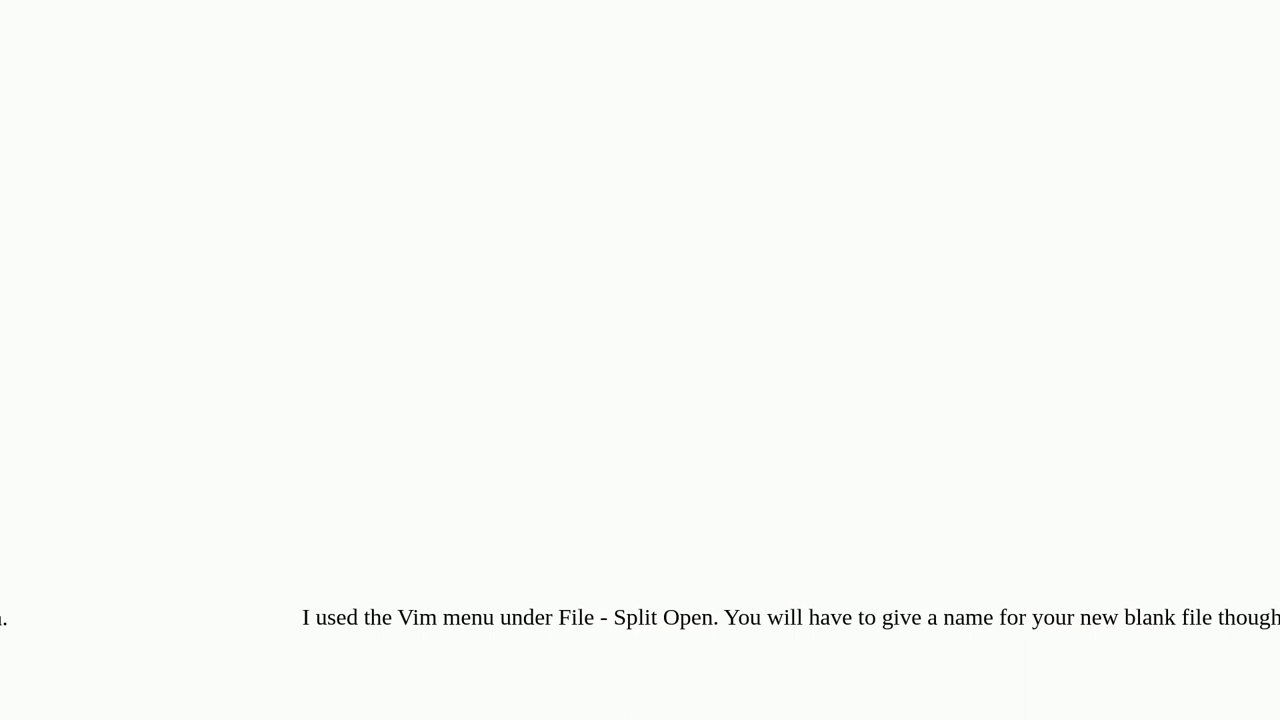 I used the Vim menu under File - Split Open. You will have to give a name for your new blank file though